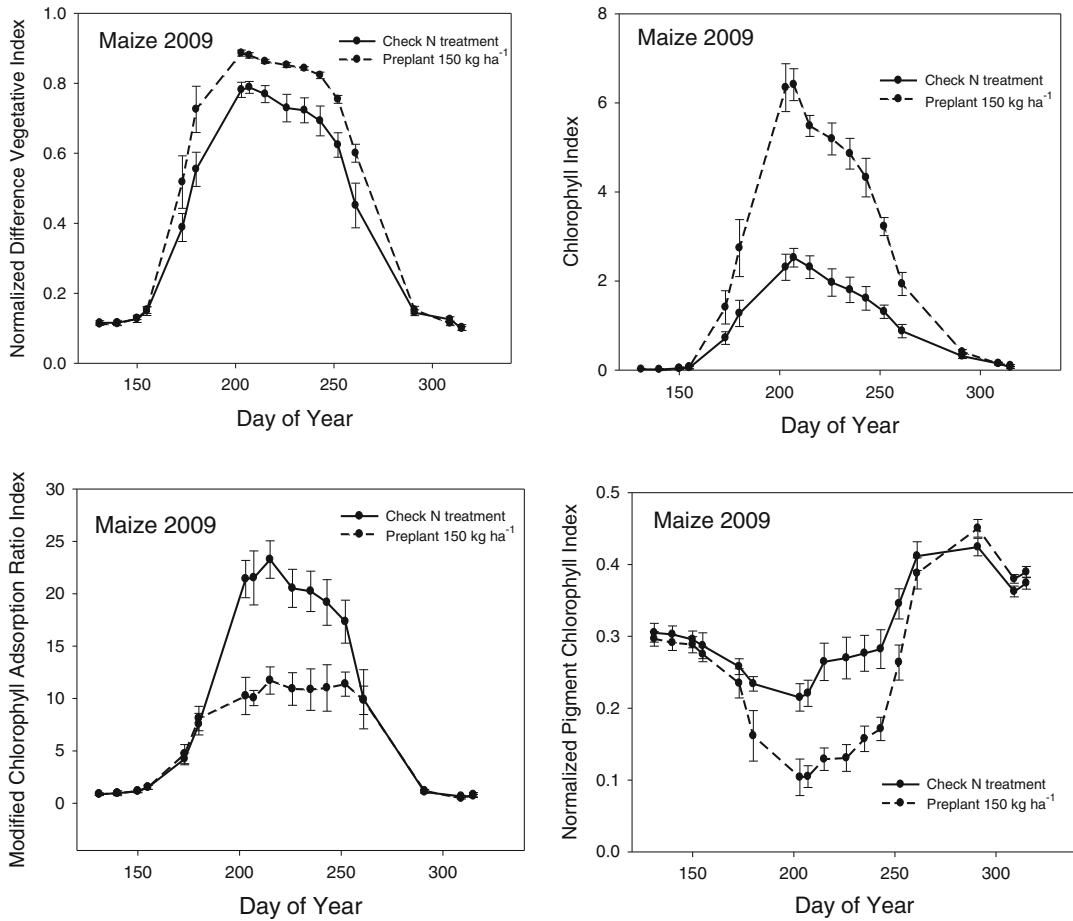 Normalized Difference Vegetative Index
1.0
0.8
0.6
0.4
0.2
0.0
Maize 2009
Check N treatment
Preplant 150 kg ha⁻¹
150
200
250
300
Day of Year
Chlorophyll Index
8
6
4
2
0
Maize 2009
Check N treatment
Preplant 150 kg ha⁻¹
150
200
250
300
Day of Year
Modified Chlorophyll Adsorption Ratio Index
30
25
20
15
10
5
0
Maize 2009
Check N treatment
Preplant 150 kg ha⁻¹
150
200
250
300
Day of Year
Normalized Pigment Chlorophyll Index
0.5
0.4
0.3
0.2
0.1
0.0
Maize 2009
Check N treatment
Preplant 150 kg ha⁻¹
150
200
250
300
Day of Year